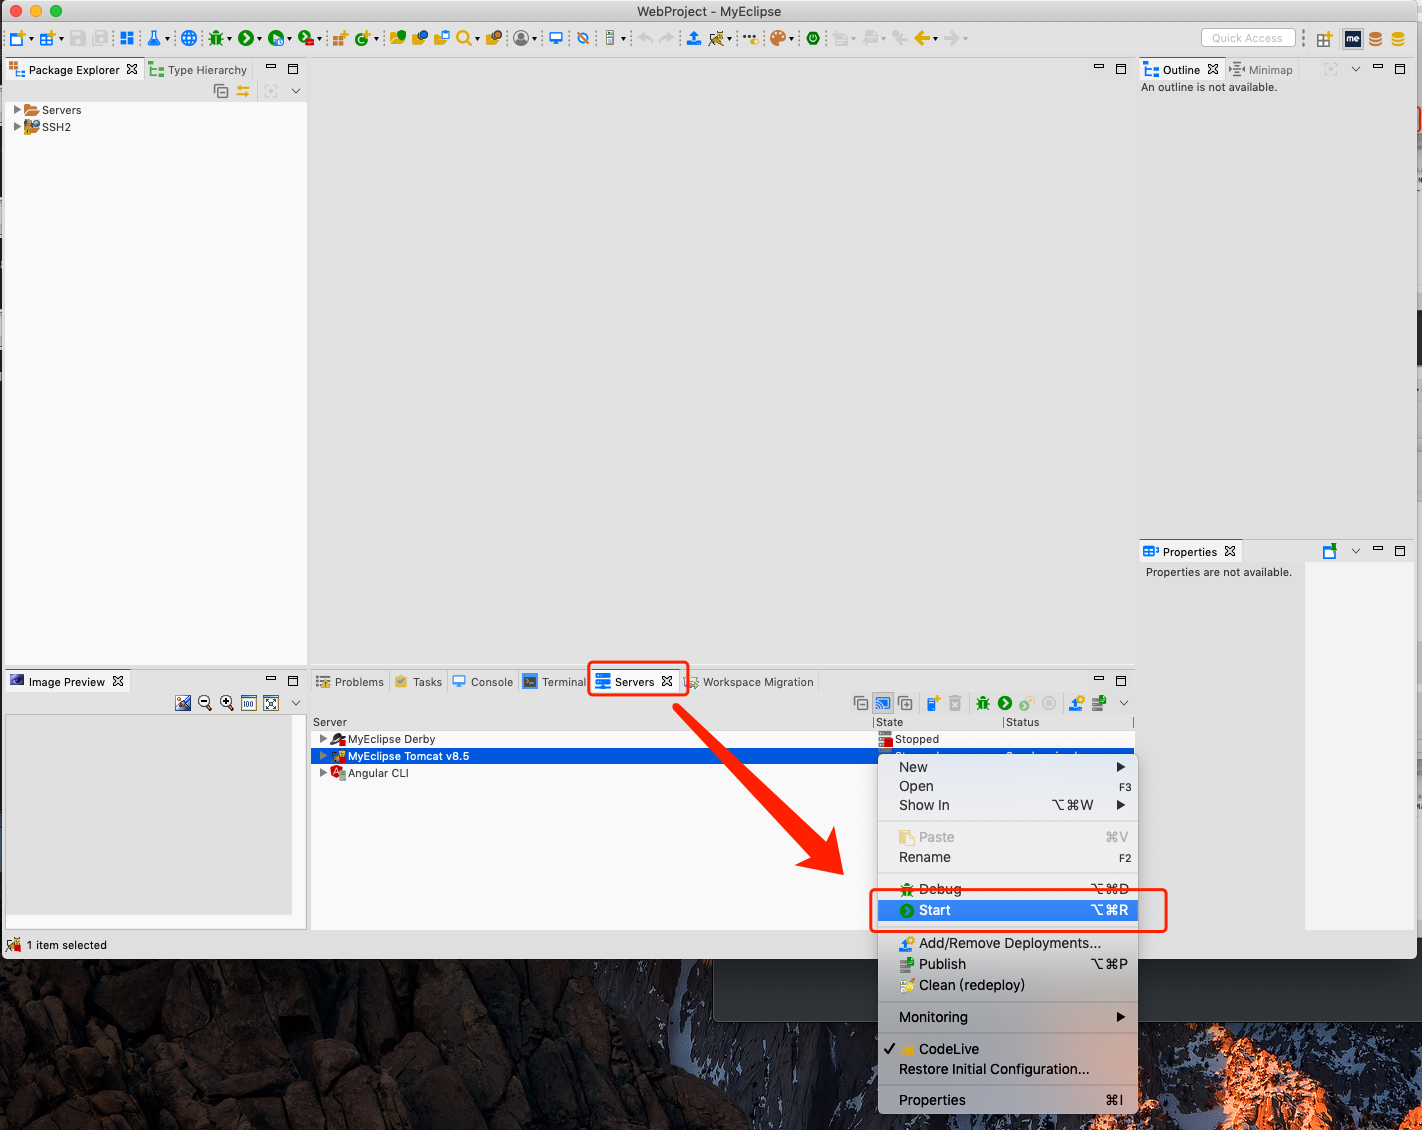 WebProject - MyEclipse
Quick Access
me
Package Explorer
Type Hierarchy
Outline
Minimap
An outline is not available.
Servers
SSH2
Properties
Properties are not available.
Image Preview
100
Problems
Tasks
Console
Terminal
Servers
Workspace Migration
Server
State
Status
MyEclipse Derby
Stopped
MyEclipse Tomcat v8.5
Angular CLI
New
Open F3
Show In ⌥⌘W
Paste ⌘V
Rename F2
Debug ⌥⌘D
Start ⌥⌘R
Add/Remove Deployments...
Publish ⌥⌘P
Clean (redeploy)
Monitoring
CodeLive
Restore Initial Configuration...
Properties ⌘I
1 item selected